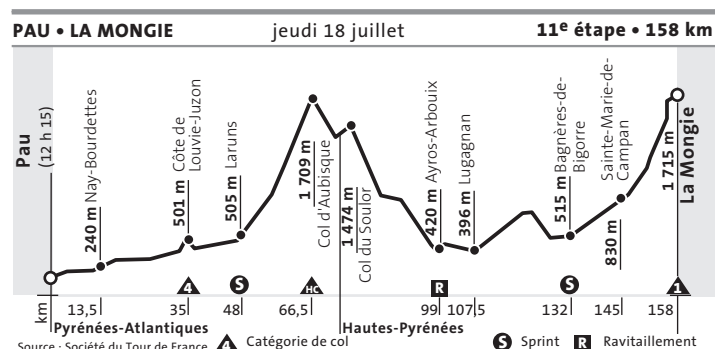 PAU • LA MONGIE
jeudi 18 juillet
11e étape • 158 km
Pau
(12 h 15)
240 m Nay-Bourdettes
501 m Côte de
Louvie-Juzon
505 m Laruns
1 709 m
Col d'Aubisque
1 474 m
Col du Soulor
420 m Ayros-Arbouix
396 m Lugagnan
515 m Bagnères-de-
Bigorre
Sainte-Marie-de-
Campan
830 m
1 715 m
La Mongie
4
S
HC
R
S
1
km
13,5
35
48
66,5
99
107,5
132
145
158
Pyrénées-Atlantiques
Hautes-Pyrénées
Source : Société du Tour de France
4 Catégorie de col
S Sprint
R Ravitaillement